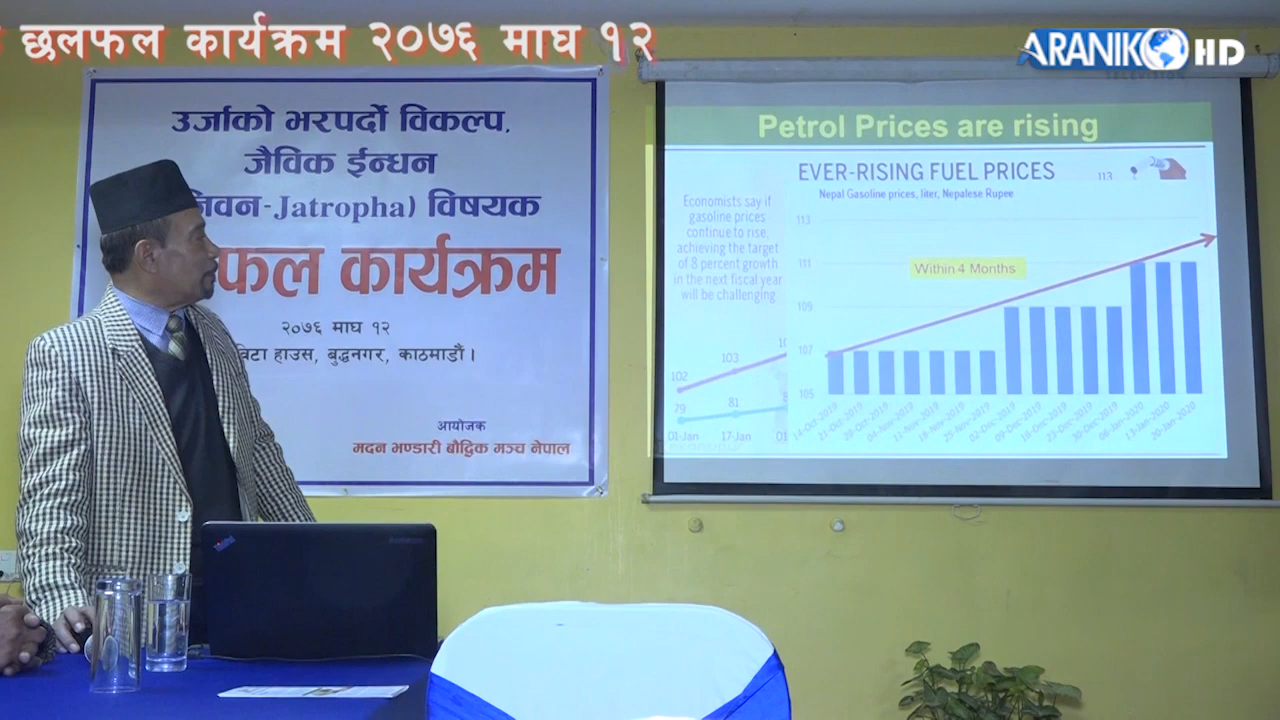 छलफल कार्यक्रम २०७६ माघ १२
ARANIKO HD
TELEVISION
उर्जाको भरपर्दो विकल्प,
जैविक ईन्धन
Jatropha) विषयक
फल कार्यक्रम
२०७६ माघ १२
हाउस, बुद्धनगर, काठमाडौं ।
आयोजक
मदन भण्डारी बौद्धिक मञ्च नेपाल
Petrol Prices are rising
EVER-RISING FUEL PRICES
113
Nepal Gasoline prices, liter, Nepalese Rupee
Economists say if
gasoline prices
continue to rise,
achieving the target
of 8 percent growth
in the next fiscal year
will be challenging
Within 4 Months
113
111
109
107
105
102
103
79
81
01-Jan
17-Jan
14-Oct-2019
21-Oct-2019
28-Oct-2019
04-Nov-2019
11-Nov-2019
18-Nov-2019
25-Nov-2019
02-Dec-2019
09-Dec-2019
16-Dec-2019
23-Dec-2019
30-Dec-2019
06-Jan-2020
13-Jan-2020
20-Jan-2020
ThinkPad